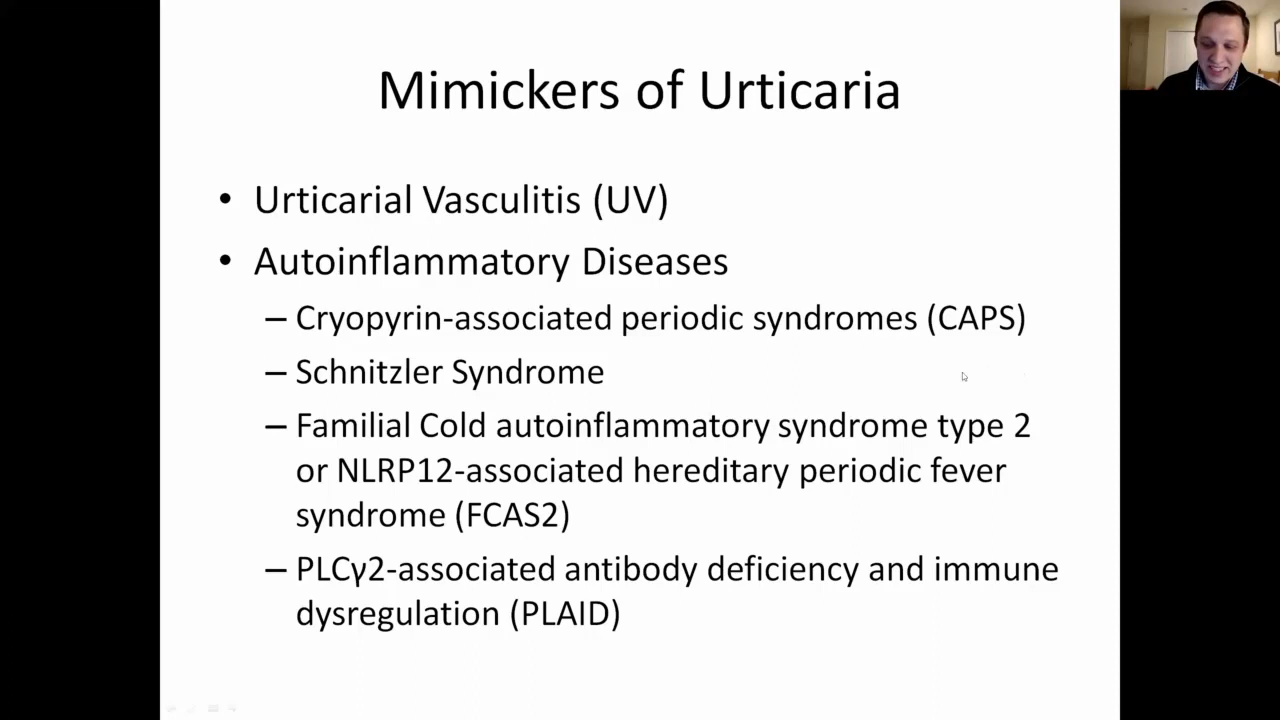 Mimickers of Urticaria
• Urticarial Vasculitis (UV)
• Autoinflammatory Diseases
– Cryopyrin-associated periodic syndromes (CAPS)
– Schnitzler Syndrome
– Familial Cold autoinflammatory syndrome type 2
or NLRP12-associated hereditary periodic fever
syndrome (FCAS2)
– PLCγ2-associated antibody deficiency and immune
dysregulation (PLAID)